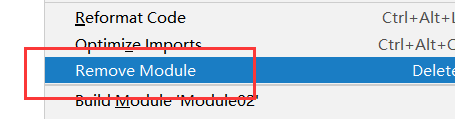 Reformat Code Ctrl+Alt+L
Optimize Imports Ctrl+Alt+O
Remove Module Delete
Build Module 'Module02'